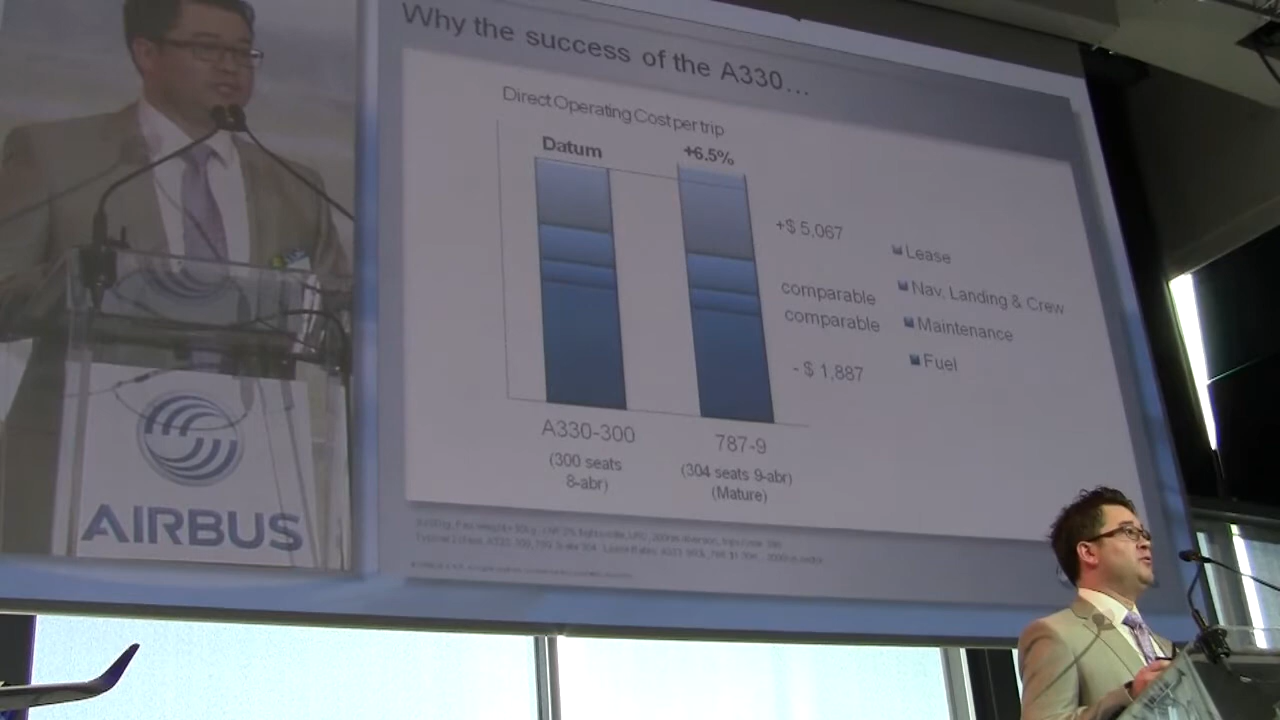 Why the success of the A330...
Direct Operating Cost per trip
Datum
+6.5%
+$ 5,067
Lease
comparable
Nav, Landing & Crew
comparable
Maintenance
- $ 1,887
Fuel
A330-300
787-9
(300 seats
8-abr)
(304 seats 9-abr)
(Mature)
AIRBUS